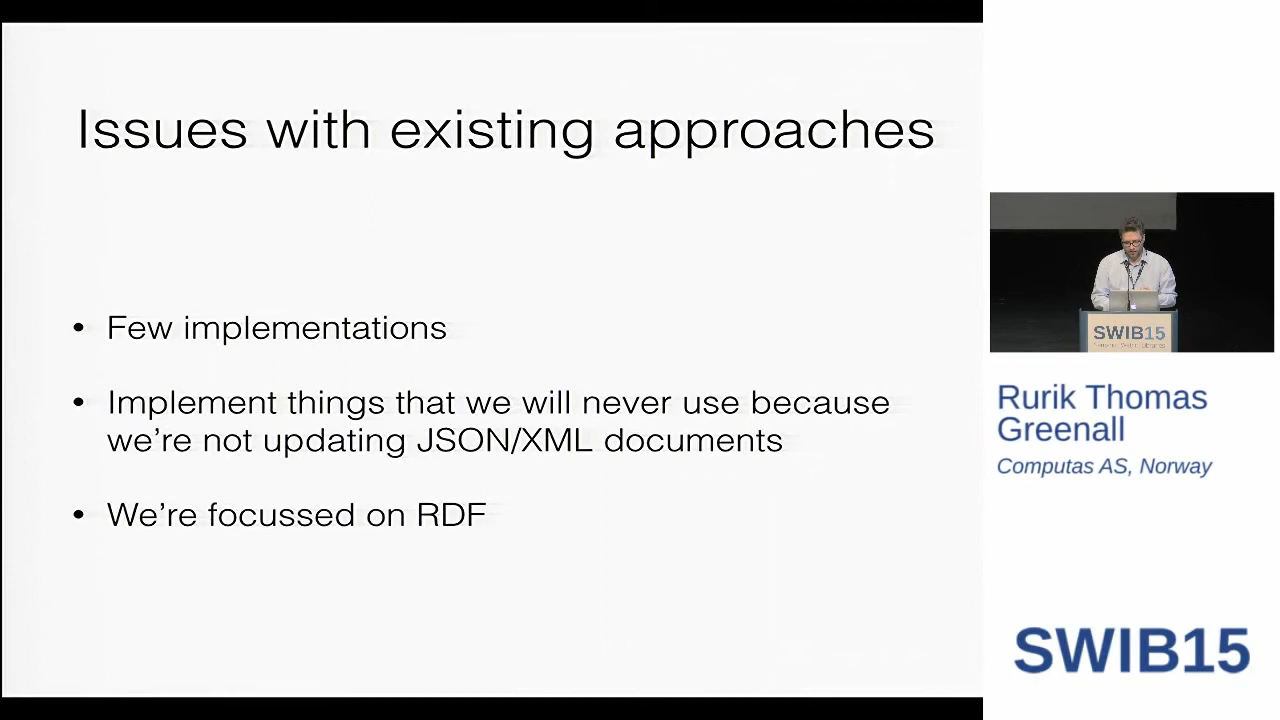 Issues with existing approaches
• Few implementations
• Implement things that we will never use because
we're not updating JSON/XML documents
• We're focussed on RDF
SWIB15
Rurik Thomas
Greenall
Computas AS, Norway
SWIB15